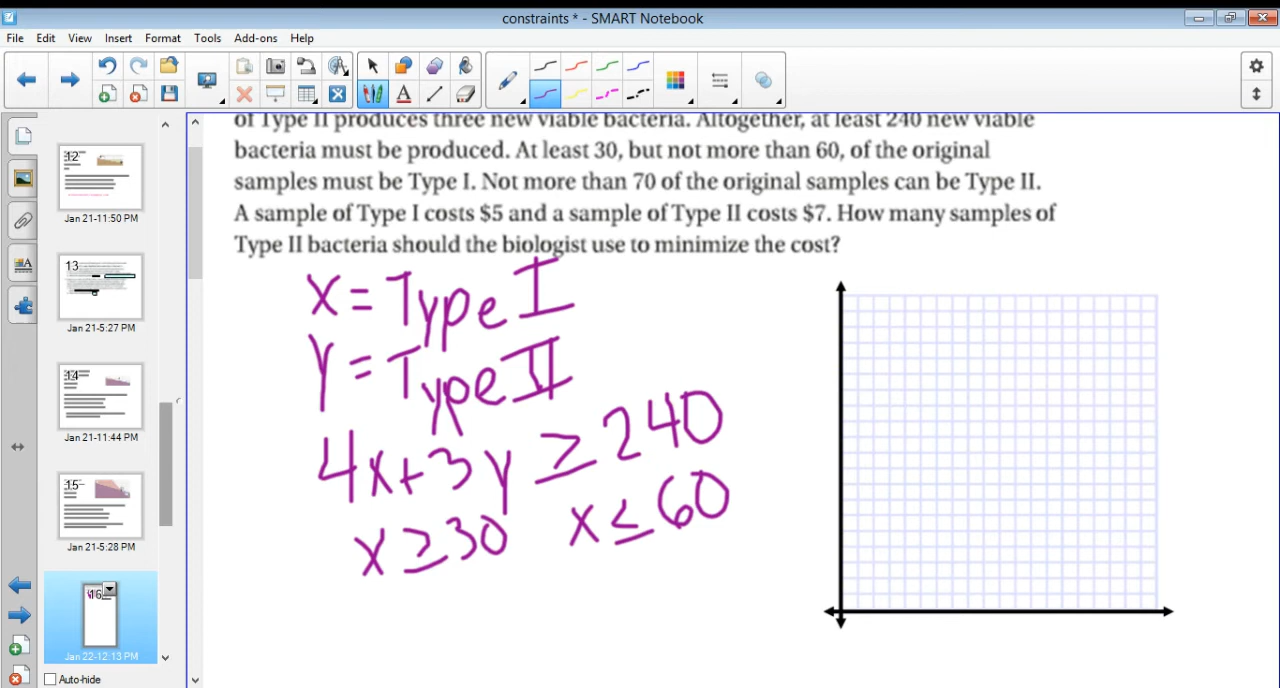 constraints * - SMART Notebook
File Edit View Insert Format Tools Add-ons Help
12
Jan 21-11:50 PM
13
Jan 21-5:27 PM
14
Jan 21-11:44 PM
15
Jan 21-5:28 PM
16
Jan 22-12:13 PM
Auto-hide
of Type II produces three new viable bacteria. Altogether, at least 240 new viable
bacteria must be produced. At least 30, but not more than 60, of the original
samples must be Type I. Not more than 70 of the original samples can be Type II.
A sample of Type I costs $5 and a sample of Type II costs $7. How many samples of
Type II bacteria should the biologist use to minimize the cost?
x = Type I
y = Type II
4x+3y ≥ 240
x ≥ 30 x ≤ 60